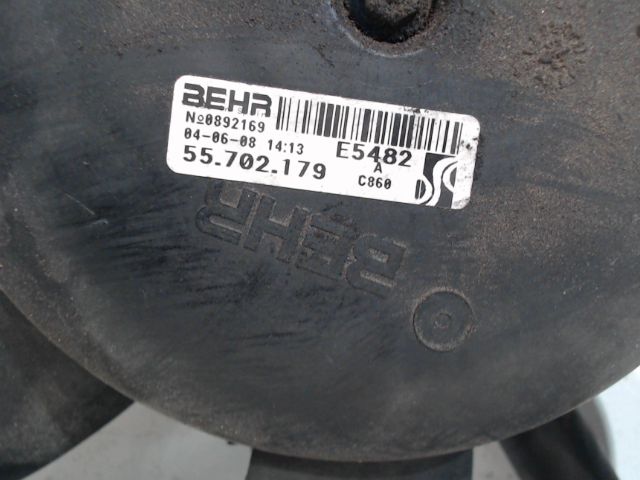 BEHR
№0892169
04-06-08 14:13 E5482
55.702.179 A
C860
BEHR